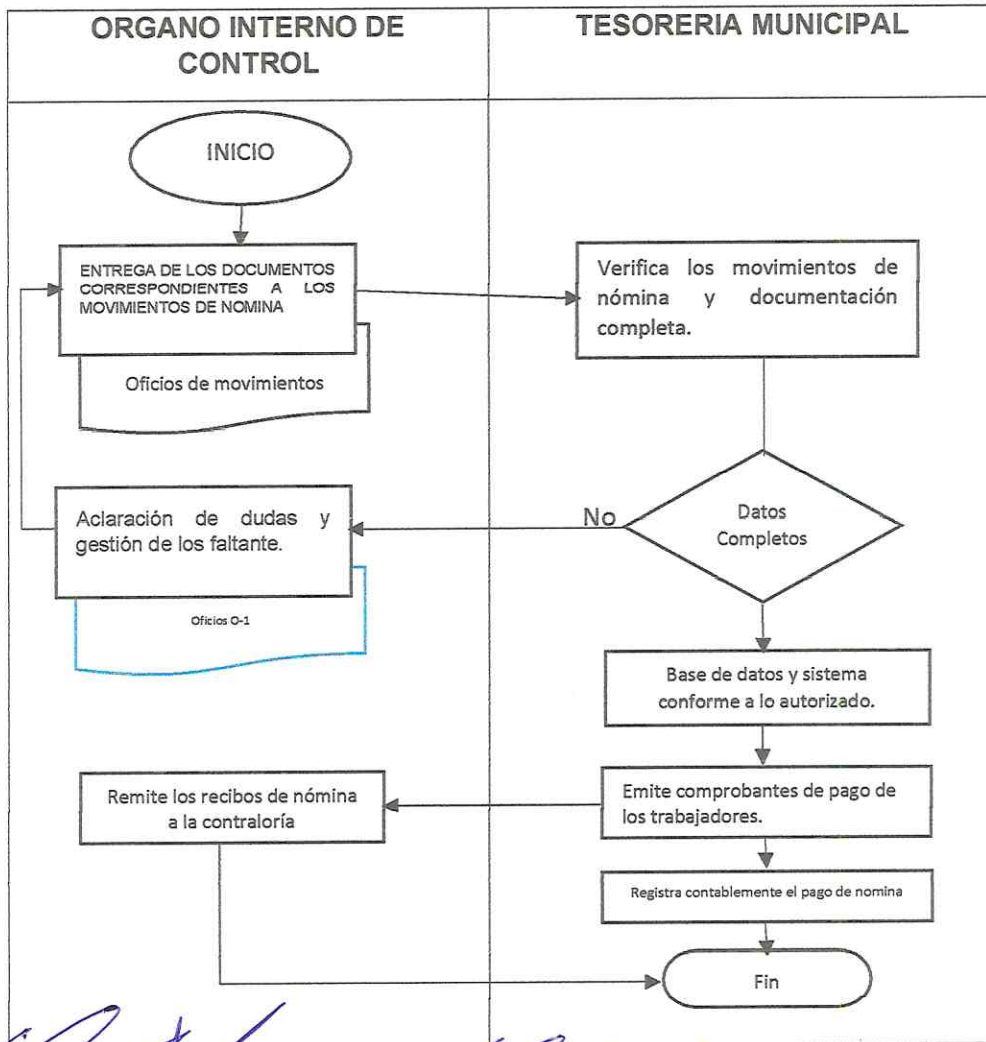 ORGANO INTERNO DE
CONTROL
TESORERIA MUNICIPAL
INICIO
ENTREGA DE LOS DOCUMENTOS
CORRESPONDIENTES A LOS
MOVIMIENTOS DE NOMINA
Oficios de movimientos
Verifica los movimientos de
nómina y documentación
completa.
Aclaración de dudas y
gestión de los faltante.
Oficios O-1
No
Datos
Completos
Base de datos y sistema
conforme a lo autorizado.
Remite los recibos de nómina
a la contraloría
Emite comprobantes de pago de
los trabajadores.
Registra contablemente el pago de nomina
Fin